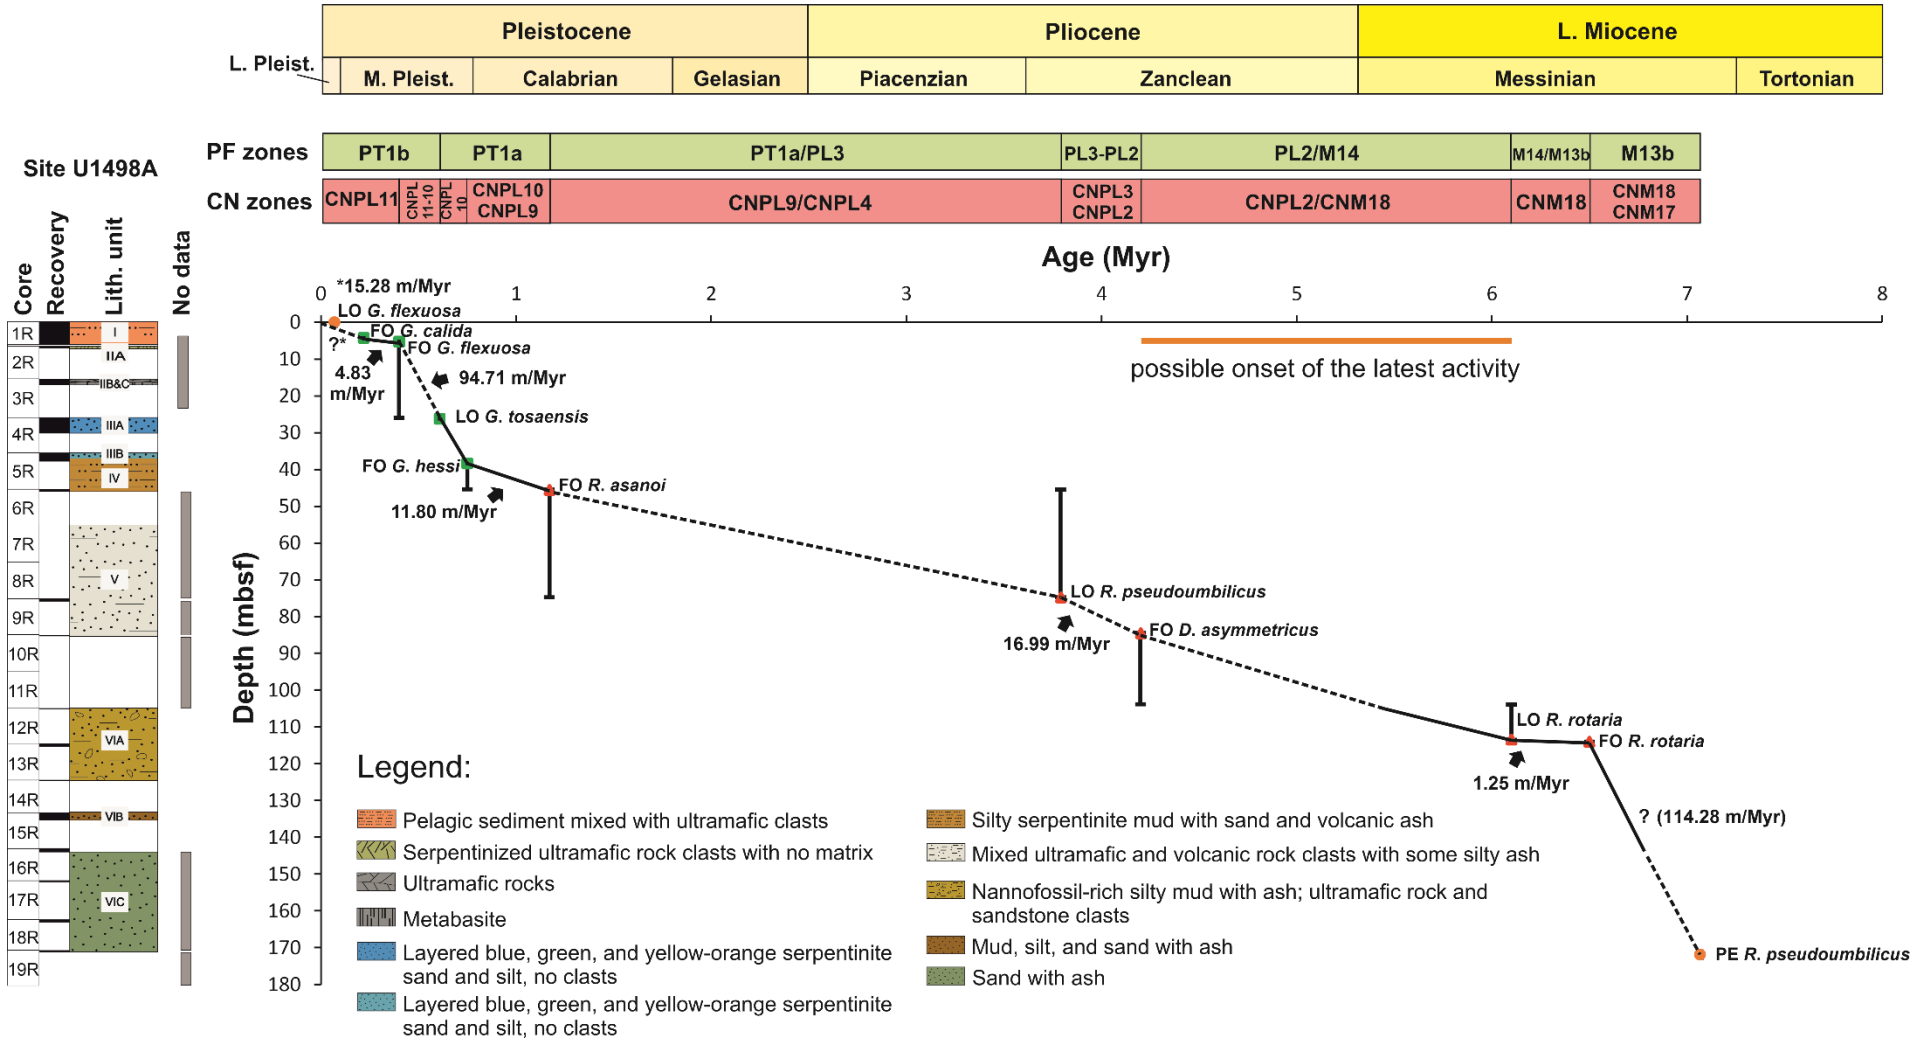 Pleistocene
Pliocene
L. Miocene
L. Pleist.
M. Pleist.
Calabrian
Gelasian
Piacenzian
Zanclean
Messinian
Tortonian
PF zones
PT1b
PT1a
PT1a/PL3
PL3-PL2
PL2/M14
M14/M13b
M13b
CN zones
CNPL11
CNPL
11-10
CNPL
10
CNPL10
CNPL9
CNPL9/CNPL4
CNPL3
CNPL2
CNPL2/CNM18
CNM18
CNM18
CNM17
Site U1498A
Core
Recovery
Lith. unit
No data
1R
2R
3R
4R
5R
6R
7R
8R
9R
10R
11R
12R
13R
14R
15R
16R
17R
18R
19R
I
IIA
IIB&C
IIIA
IIIB
IV
V
VIA
VIB
VIC
Age (Myr)
0 1 2 3 4 5 6 7 8
Depth (mbsf)
0
10
20
30
40
50
60
70
80
90
100
110
120
130
140
150
160
170
180
*15.28 m/Myr
LO G. flexuosa
FO G. calida
?*
FO G. flexuosa
4.83
m/Myr
94.71 m/Myr
LO G. tosaensis
FO G. hessi
FO R. asanoi
11.80 m/Myr
possible onset of the latest activity
LO R. pseudoumbilicus
16.99 m/Myr
FO D. asymmetricus
LO R. rotaria
FO R. rotaria
1.25 m/Myr
? (114.28 m/Myr)
PE R. pseudoumbilicus
Legend:
Pelagic sediment mixed with ultramafic clasts
Serpentinized ultramafic rock clasts with no matrix
Ultramafic rocks
Metabasite
Layered blue, green, and yellow-orange serpentinite
sand and silt, no clasts
Layered blue, green, and yellow-orange serpentinite
sand and silt, no clasts
Silty serpentinite mud with sand and volcanic ash
Mixed ultramafic and volcanic rock clasts with some silty ash
Nannofossil-rich silty mud with ash; ultramafic rock and
sandstone clasts
Mud, silt, and sand with ash
Sand with ash